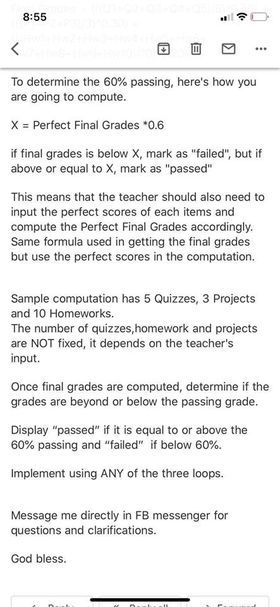 8:55
To determine the 60% passing, here's how you
are going to compute.
X = Perfect Final Grades *0.6
if final grades is below X, mark as "failed", but if
above or equal to X, mark as "passed"
This means that the teacher should also need to
input the perfect scores of each items and
compute the Perfect Final Grades accordingly.
Same formula used in getting the final grades
but use the perfect scores in the computation.
Sample computation has 5 Quizzes, 3 Projects
and 10 Homeworks.
The number of quizzes,homework and projects
are NOT fixed, it depends on the teacher's
input.
Once final grades are computed, determine if the
grades are beyond or below the passing grade.
Display “passed” if it is equal to or above the
60% passing and “failed” if below 60%.
Implement using ANY of the three loops.
Message me directly in FB messenger for
questions and clarifications.
God bless.